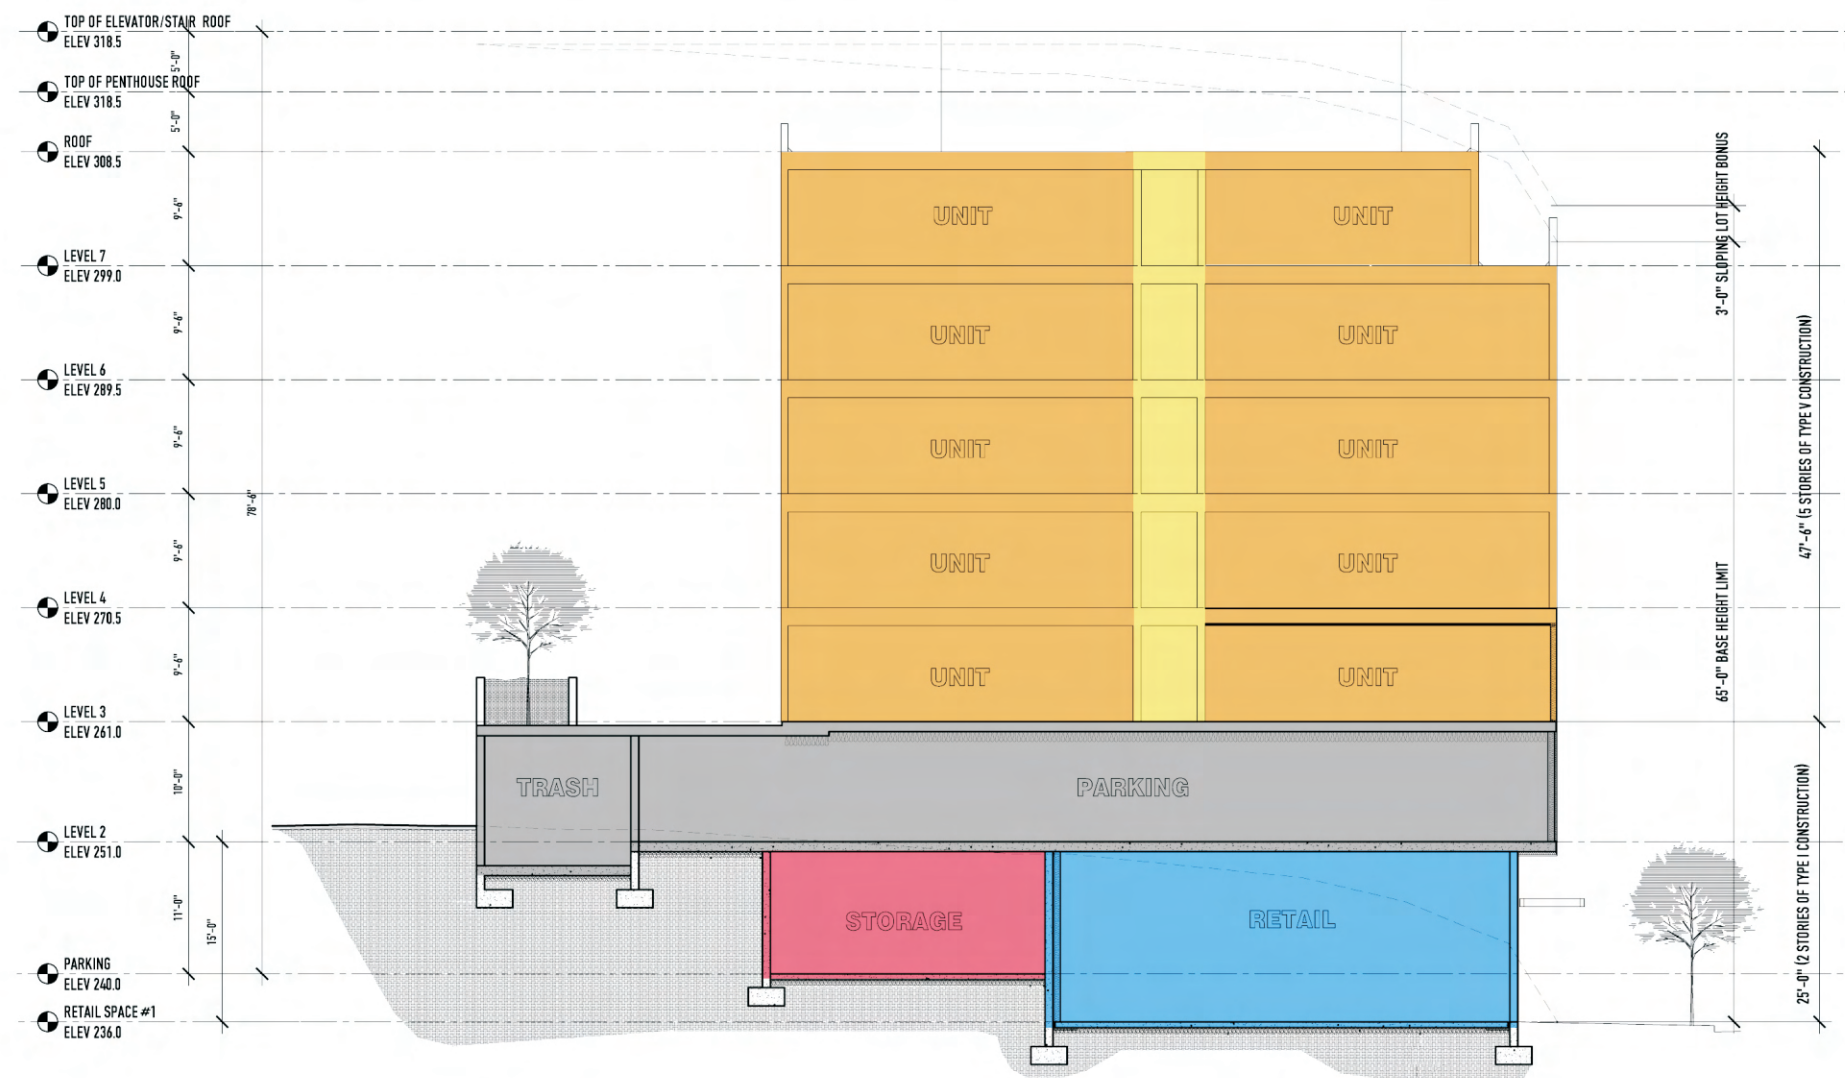 TOP OF ELEVATOR/STAIR ROOF
ELEV 318.5
5'-0"
TOP OF PENTHOUSE ROOF
ELEV 318.5
5'-0"
ROOF
ELEV 308.5
9'-6"
LEVEL 7
ELEV 299.0
9'-6"
LEVEL 6
ELEV 289.5
9'-6"
LEVEL 5
ELEV 280.0
9'-6"
LEVEL 4
ELEV 270.5
9'-6"
LEVEL 3
ELEV 261.0
10'-0"
LEVEL 2
ELEV 251.0
11'-0"
PARKING
ELEV 240.0
RETAIL SPACE #1
ELEV 236.0
15'-0"
78'-6"
UNIT
UNIT
UNIT
UNIT
UNIT
UNIT
UNIT
UNIT
UNIT
UNIT
TRASH
PARKING
STORAGE
RETAIL
3'-0" SLOPING LOT HEIGHT BONUS
65'-0" BASE HEIGHT LIMIT
47'-6" (5 STORIES OF TYPE V CONSTRUCTION)
25'-0" (2 STORIES OF TYPE I CONSTRUCTION)